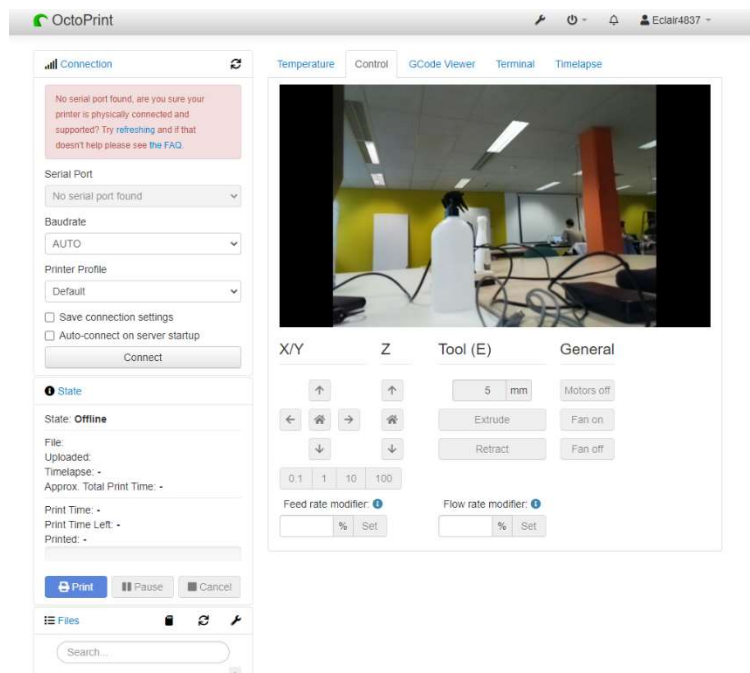 OctoPrint
Eclair4837
Connection
No serial port found, are you sure your
printer is physically connected and
supported? Try refreshing and if that
doesn't help please see the FAQ.
Serial Port
No serial port found
Baudrate
AUTO
Printer Profile
Default
Save connection settings
Auto-connect on server startup
Connect
State
State: Offline
File:
Uploaded:
Timelapse: -
Approx. Total Print Time: -
Print Time: -
Print Time Left: -
Printed: -
Print Pause Cancel
Files
Search...
Temperature Control GCode Viewer Terminal Timelapse
X/Y Z Tool (E) General
5 mm Motors off
Extrude Fan on
Retract Fan off
0.1 1 10 100
Feed rate modifier: Flow rate modifier:
% Set % Set